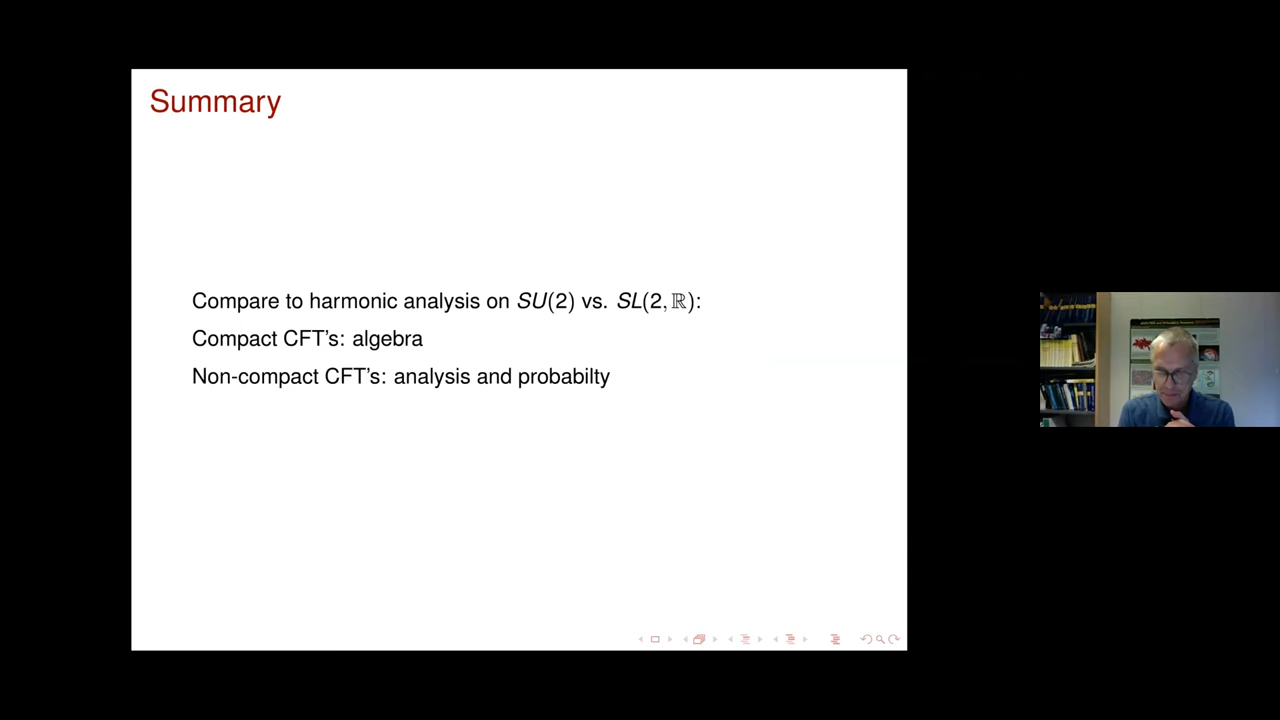 Summary
Compare to harmonic analysis on SU(2) vs. SL(2, ℝ):
Compact CFT's: algebra
Non-compact CFT's: analysis and probabilty